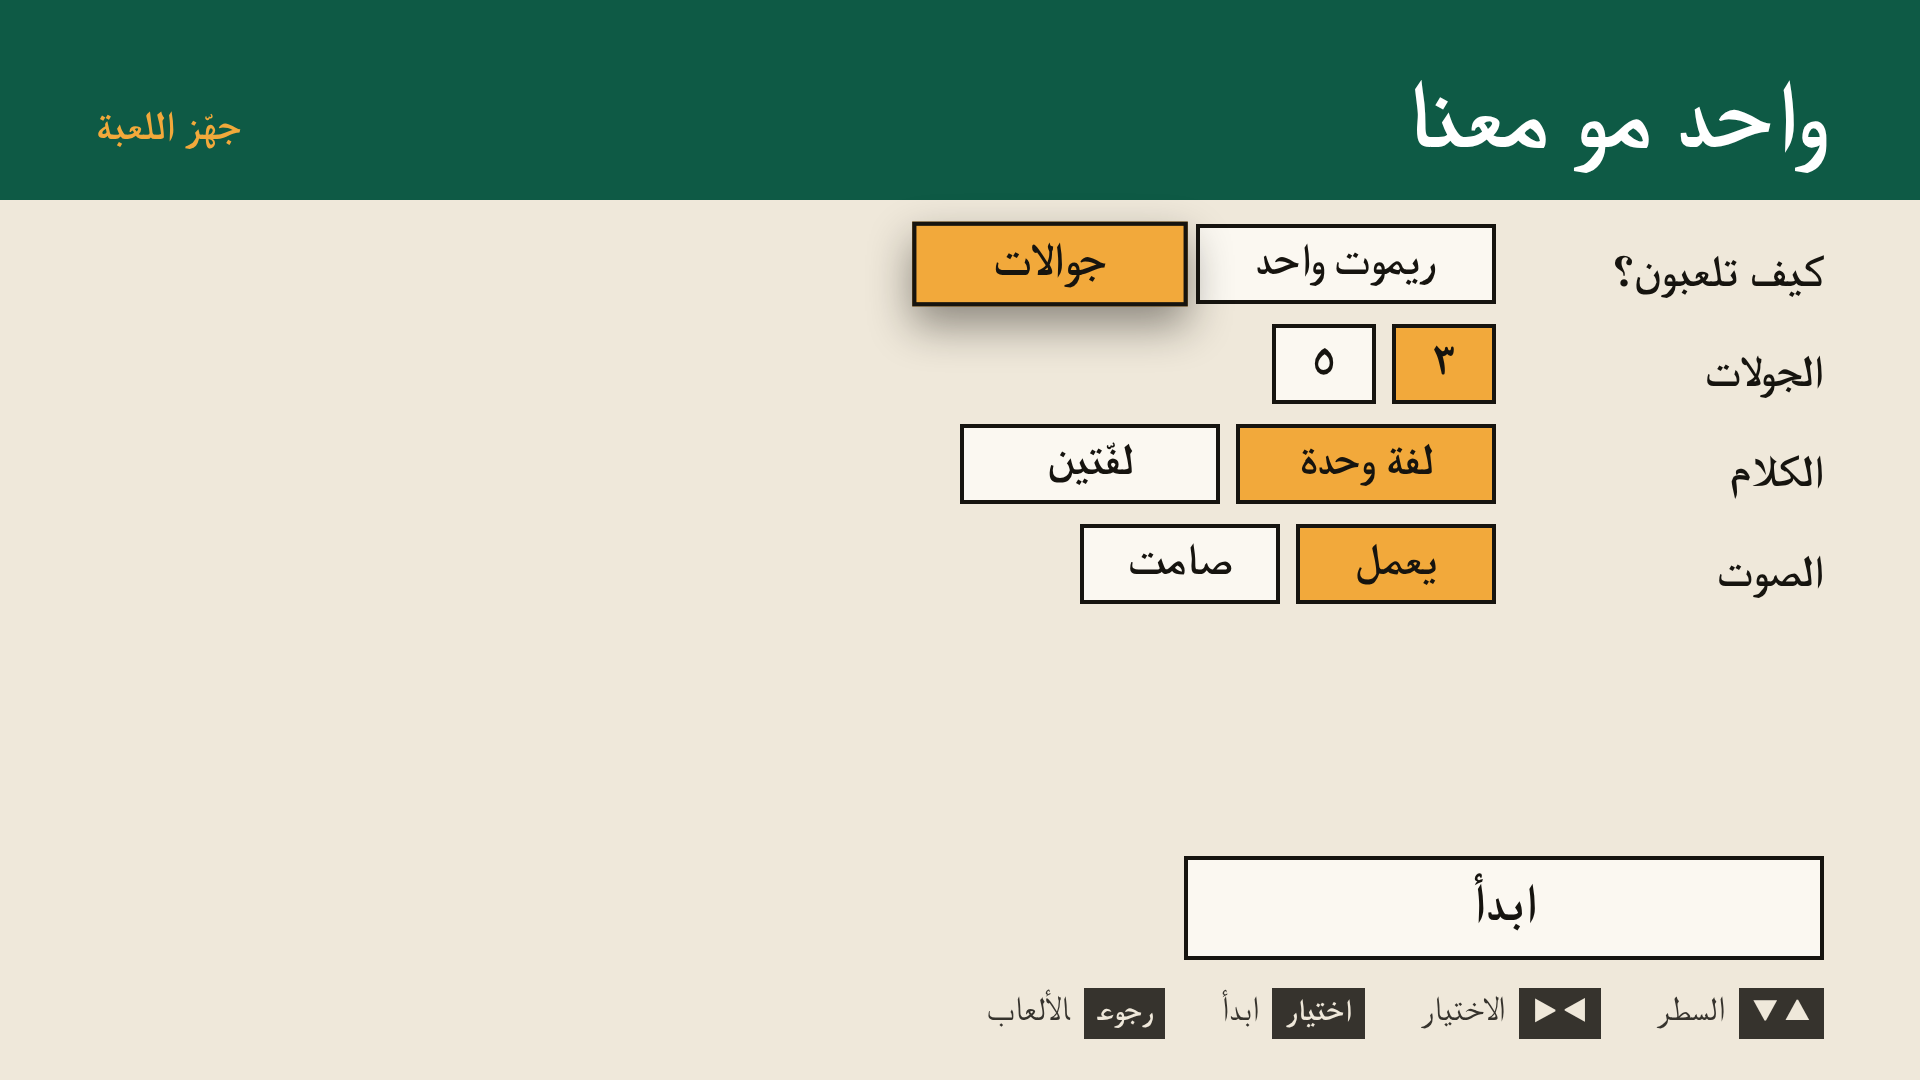 واحد مو معنا
جهّز اللعبة
كيف تلعبون؟ ريموت واحد جوالات
الجولات ٣ ٥
الكلام لفة وحدة لفّتين
الصوت يعمل صامت
ابدأ
▲▼ السطر ◀▶ الاختيار اختيار ابدأ رجوع الألعاب